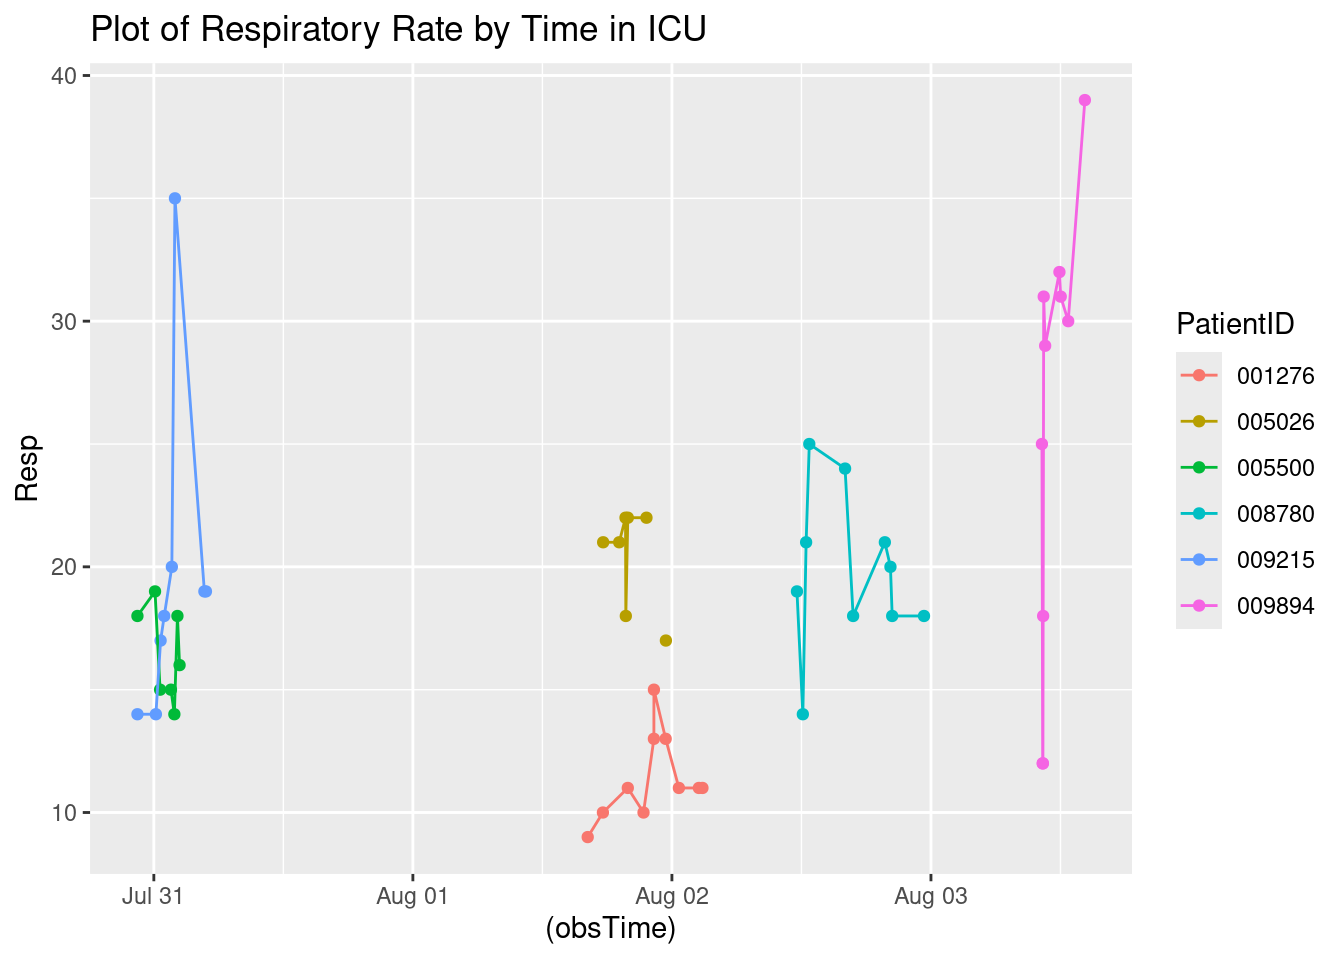 Plot of Respiratory Rate by Time in ICU
40
30
20
10
Resp
Jul 31
Aug 01
Aug 02
Aug 03
(obsTime)
PatientID
001276
005026
005500
008780
009215
009894